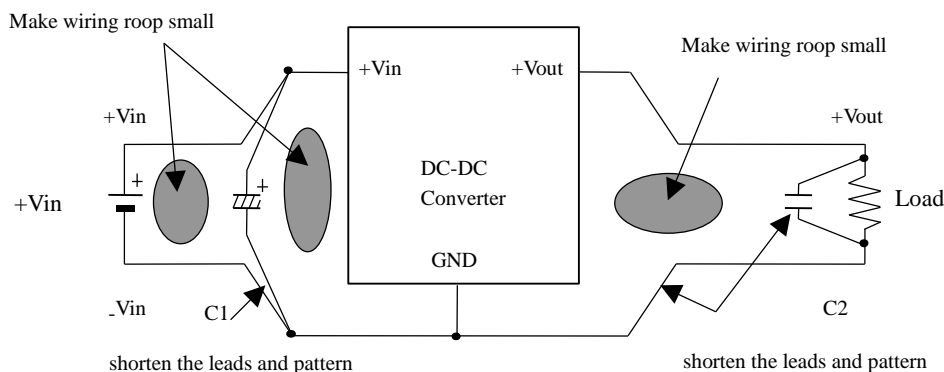 Make wiring roop small
+Vin
+Vout
Make wiring roop small
+Vin
+Vout
+
+
DC-DC
Converter
+Vin
Load
GND
-Vin
C1
C2
shorten the leads and pattern
shorten the leads and pattern